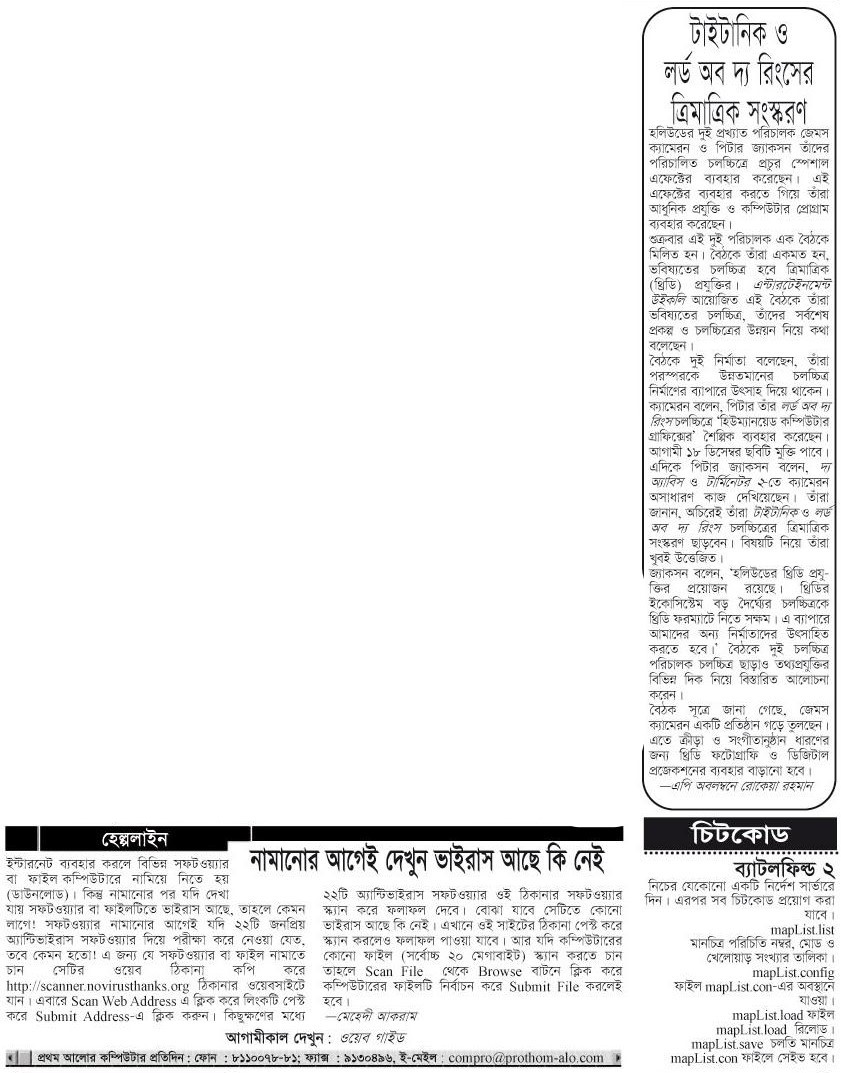 টাইটানিক ও
লর্ড অব দ্য রিংসের
ত্রিমাত্রিক সংস্করণ
হলিউডের দুই প্রখ্যাত পরিচালক জেমস
ক্যামেরন ও পিটার জ্যাকসন তাঁদের
পরিচালিত চলচ্চিত্রে প্রচুর স্পেশাল
এফেক্টের ব্যবহার করেছেন। এই
এফেক্টের ব্যবহার করতে গিয়ে তাঁরা
আধুনিক প্রযুক্তি ও কম্পিউটার প্রোগ্রাম
ব্যবহার করেছেন।
শুক্রবার এই দুই পরিচালক এক বৈঠকে
মিলিত হন। বৈঠকে তাঁরা একমত হন,
ভবিষ্যতের চলচ্চিত্র হবে ত্রিমাত্রিক
(থ্রিডি) প্রযুক্তির। এন্টারটেইনমেন্ট
উইকলি আয়োজিত এই বৈঠকে তাঁরা
ভবিষ্যতের চলচ্চিত্র, তাঁদের সর্বশেষ
প্রকল্প ও চলচ্চিত্রের উন্নয়ন নিয়ে কথা
বলেছেন।
বৈঠকে দুই নির্মাতা বলেছেন, তাঁরা
পরস্পরকে উন্নতমানের চলচ্চিত্র
নির্মাণের ব্যাপারে উৎসাহ দিয়ে থাকেন।
ক্যামেরন বলেন, পিটার তাঁর লর্ড অব দ্য
রিংস চলচ্চিত্রে ‘হিউম্যানয়েড কম্পিউটার
গ্রাফিক্সের’ শৈল্পিক ব্যবহার করেছেন।
আগামী ১৮ ডিসেম্বর ছবিটি মুক্তি পাবে।
এদিকে পিটার জ্যাকসন বলেন, দ্য
অ্যাবিস ও টার্মিনেটর ২-তে ক্যামেরন
অসাধারণ কাজ দেখিয়েছেন। তাঁরা
জানান, অচিরেই তাঁরা টাইটানিক ও লর্ড
অব দ্য রিংস চলচ্চিত্রের ত্রিমাত্রিক
সংস্করণ ছাড়বেন। বিষয়টি নিয়ে তাঁরা
খুবই উত্তেজিত।
জ্যাকসন বলেন, ‘হলিউডের থ্রিডি প্রযু-
ক্তির প্রয়োজন রয়েছে। থ্রিডির
ইকোসিস্টেম বড় দৈর্ঘ্যের চলচ্চিত্রকে
থ্রিডি ফরম্যাটে নিতে সক্ষম। এ ব্যাপারে
আমাদের অন্য নির্মাতাদের উৎসাহিত
করতে হবে।’ বৈঠকে দুই চলচ্চিত্র
পরিচালক চলচ্চিত্র ছাড়াও তথ্যপ্রযুক্তির
বিভিন্ন দিক নিয়ে বিস্তারিত আলোচনা
করেন।
বৈঠক সূত্রে জানা গেছে, জেমস
ক্যামেরন একটি প্রতিষ্ঠান গড়ে তুলছেন।
এতে ক্রীড়া ও সংগীতানুষ্ঠান ধারণের
জন্য থ্রিডি ফটোগ্রাফি ও ডিজিটাল
প্রজেকশনের ব্যবহার বাড়ানো হবে।
—এপি অবলম্বনে রোকেয়া রহমান
হেল্পলাইন
নামানোর আগেই দেখুন ভাইরাস আছে কি নেই
ইন্টারনেট ব্যবহার করলে বিভিন্ন সফটওয়্যার
বা ফাইল কম্পিউটারে নামিয়ে নিতে হয়
(ডাউনলোড)। কিন্তু নামানোর পর যদি দেখা
যায় সফটওয়্যার বা ফাইলটিতে ভাইরাস আছে, তাহলে কেমন
লাগে! সফটওয়্যার নামানোর আগেই যদি ২২টি জনপ্রিয়
অ্যান্টিভাইরাস সফটওয়্যার দিয়ে পরীক্ষা করে নেওয়া যেত,
তবে কেমন হতো! এ জন্য যে সফটওয়্যার বা ফাইল নামাতে
চান সেটির ওয়েব ঠিকানা কপি করে
http://scanner.novirusthanks.org ঠিকানার ওয়েবসাইটে
যান। এবারে Scan Web Address এ ক্লিক করে লিংকটি পেস্ট
করে Submit Address-এ ক্লিক করুন। কিছুক্ষণের মধ্যে
২২টি অ্যান্টিভাইরাস সফটওয়্যার ওই ঠিকানার সফটওয়্যার
স্ক্যান করে ফলাফল দেবে। বোঝা যাবে সেটিতে কোনো
ভাইরাস আছে কি নেই। এখানে ওই সাইটের ঠিকানা পেস্ট করে
স্ক্যান করলেও ফলাফল পাওয়া যাবে। আর যদি কম্পিউটারের
কোনো ফাইল (সর্বোচ্চ ২০ মেগাবাইট) স্ক্যান করতে চান
তাহলে Scan File থেকে Browse বাটনে ক্লিক করে
কম্পিউটারের ফাইলটি নির্বাচন করে Submit File করলেই
হবে।
—মেহেদী আকরাম
আগামীকাল দেখুন : ওয়েব গাইড
প্রথম আলোর কম্পিউটার প্রতিদিন : ফোন : ৮১১০০৭৮-৮১; ফ্যাক্স : ৯১৩০৪৯৬, ই-মেইল : compro@prothom-alo.com
চিটকোড
ব্যাটলফিল্ড ২
নিচের যেকোনো একটি নির্দেশ সার্ভারে
দিন। এরপর সব চিটকোড প্রয়োগ করা
যাবে।
mapList.list
মানচিত্র পরিচিতি নম্বর, মোড ও
খেলোয়াড় সংখ্যার তালিকা।
mapList.config
ফাইল mapList.con-এর অবস্থানে
যাওয়া।
mapList.load ফাইল
mapList.load রিলোড।
mapList.save চলতি মানচিত্র
mapList.con ফাইলে সেইভ হবে।